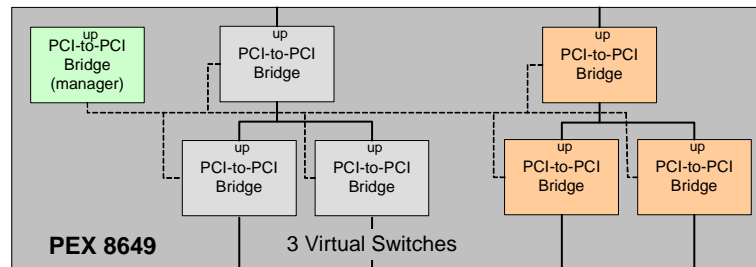 up
PCI-to-PCI
Bridge
(manager)
up
PCI-to-PCI
Bridge
up
PCI-to-PCI
Bridge
up
PCI-to-PCI
Bridge
up
PCI-to-PCI
Bridge
up
PCI-to-PCI
Bridge
up
PCI-to-PCI
Bridge
PEX 8649
3 Virtual Switches